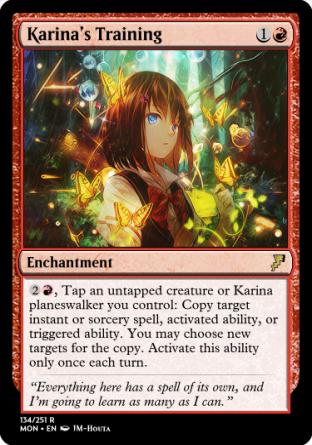 Karina's Training 1R
Enchantment
2R, Tap an untapped creature or Karina
planeswalker you control: Copy target
instant or sorcery spell, activated ability, or
triggered ability. You may choose new
targets for the copy. Activate this ability
only once each turn.
“Everything here has a spell of its own, and
I'm going to learn as many as I can.”
134/251 R
MON • EN JM-HOUTA